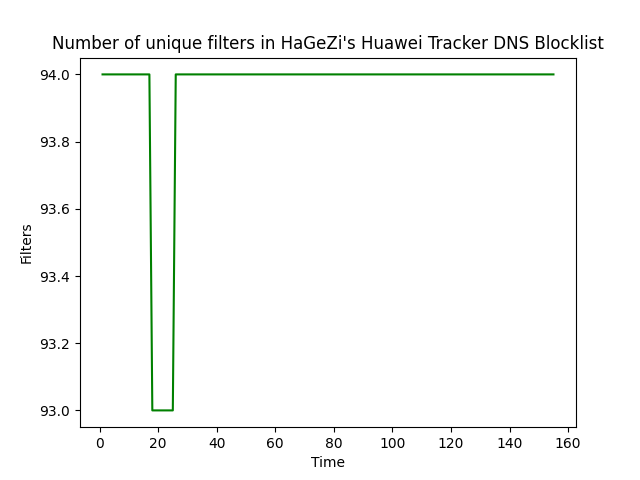 Number of unique filters in HaGeZi's Huawei Tracker DNS Blocklist
94.0
93.8
93.6
93.4
93.2
93.0
Filters
0 20 40 60 80 100 120 140 160
Time